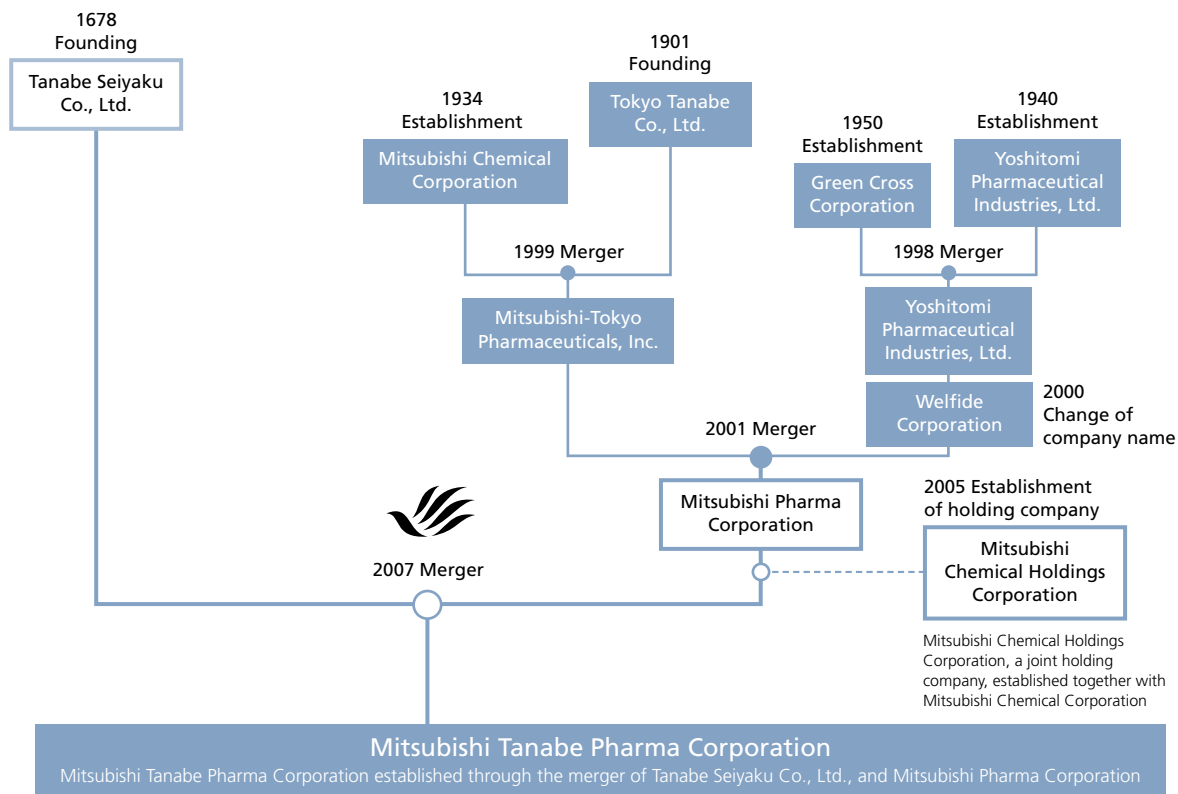 1678
Founding
Tanabe Seiyaku
Co., Ltd.
1934
Establishment
Mitsubishi Chemical
Corporation
1901
Founding
Tokyo Tanabe
Co., Ltd.
1950
Establishment
Green Cross
Corporation
1940
Establishment
Yoshitomi
Pharmaceutical
Industries, Ltd.
1999 Merger
Mitsubishi-Tokyo
Pharmaceuticals, Inc.
1998 Merger
Yoshitomi
Pharmaceutical
Industries, Ltd.
Welfide
Corporation
2000
Change of
company name
2001 Merger
Mitsubishi Pharma
Corporation
2005 Establishment
of holding company
Mitsubishi
Chemical Holdings
Corporation
Mitsubishi Chemical Holdings
Corporation, a joint holding
company, established together with
Mitsubishi Chemical Corporation
2007 Merger
Mitsubishi Tanabe Pharma Corporation
Mitsubishi Tanabe Pharma Corporation established through the merger of Tanabe Seiyaku Co., Ltd., and Mitsubishi Pharma Corporation